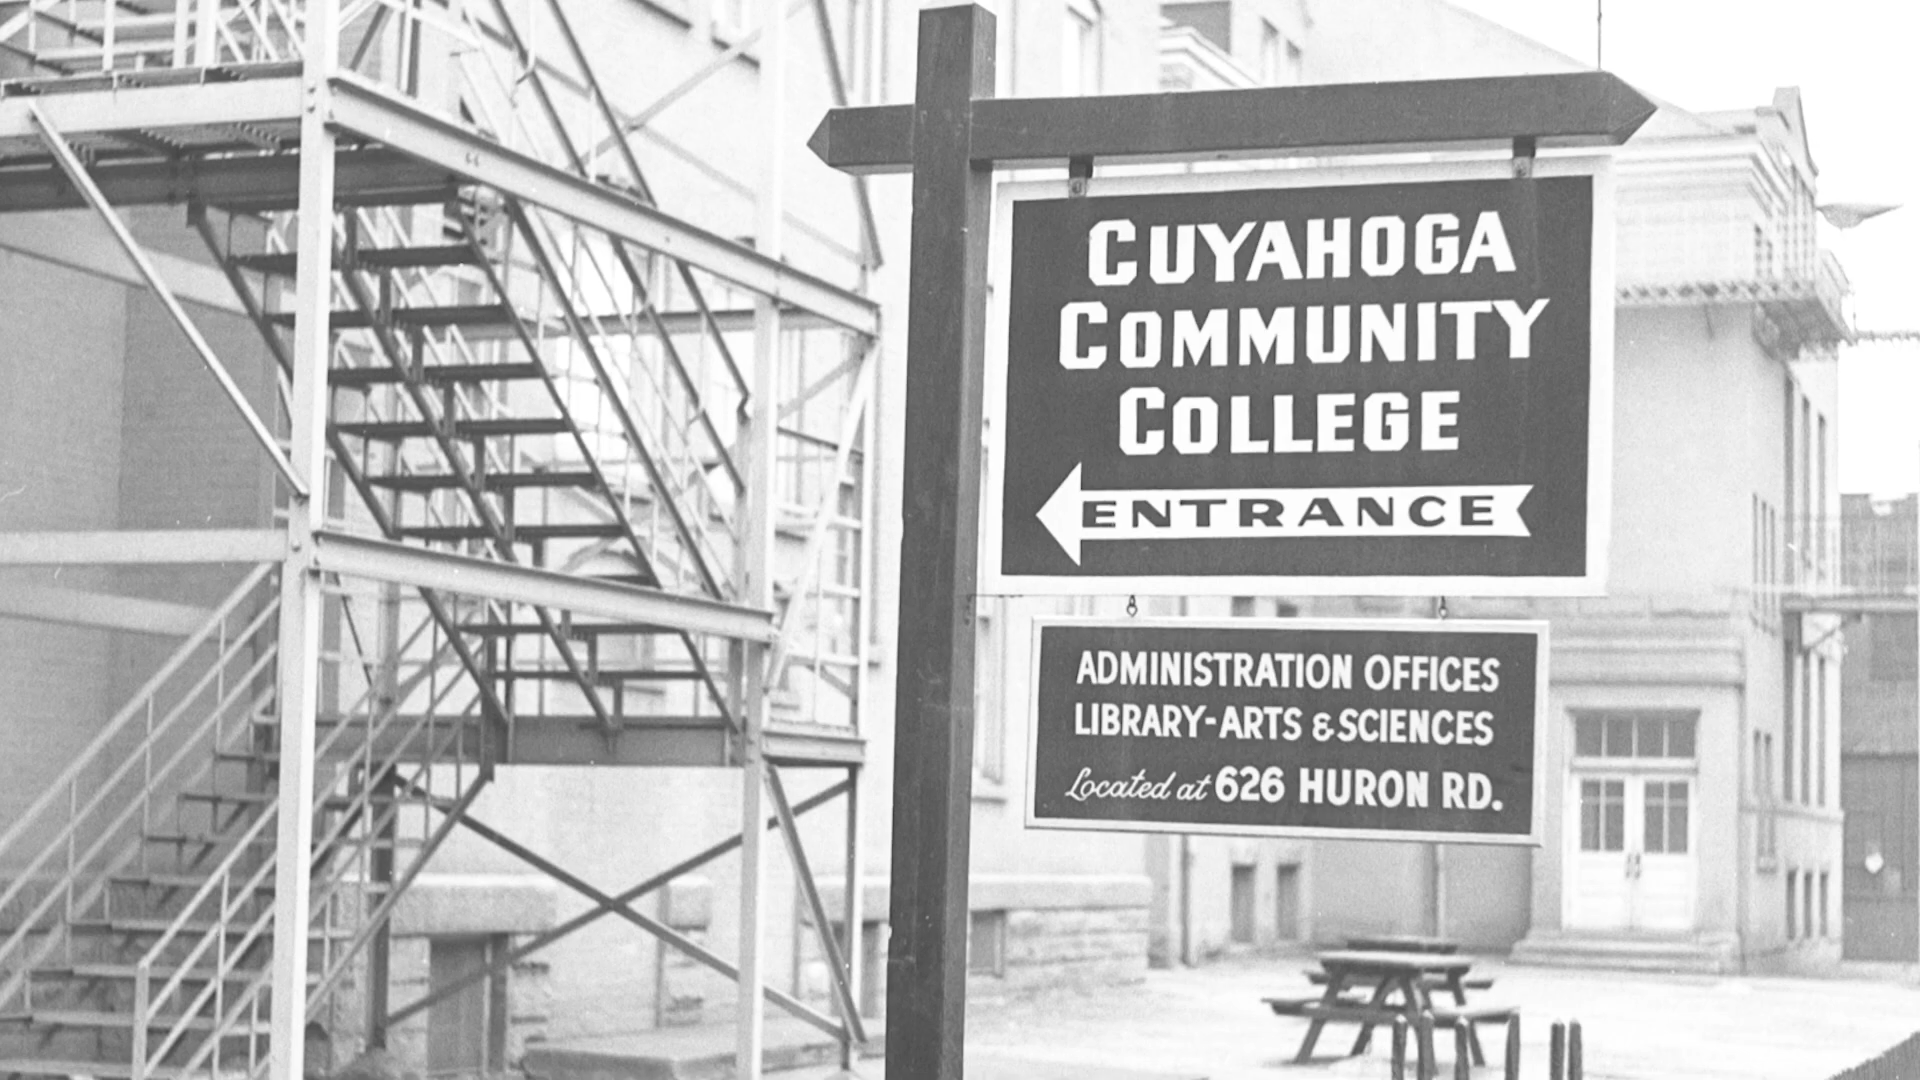 CUYAHOGA
COMMUNITY
COLLEGE
ENTRANCE
ADMINISTRATION OFFICES
LIBRARY-ARTS & SCIENCES
Located at 626 HURON RD.